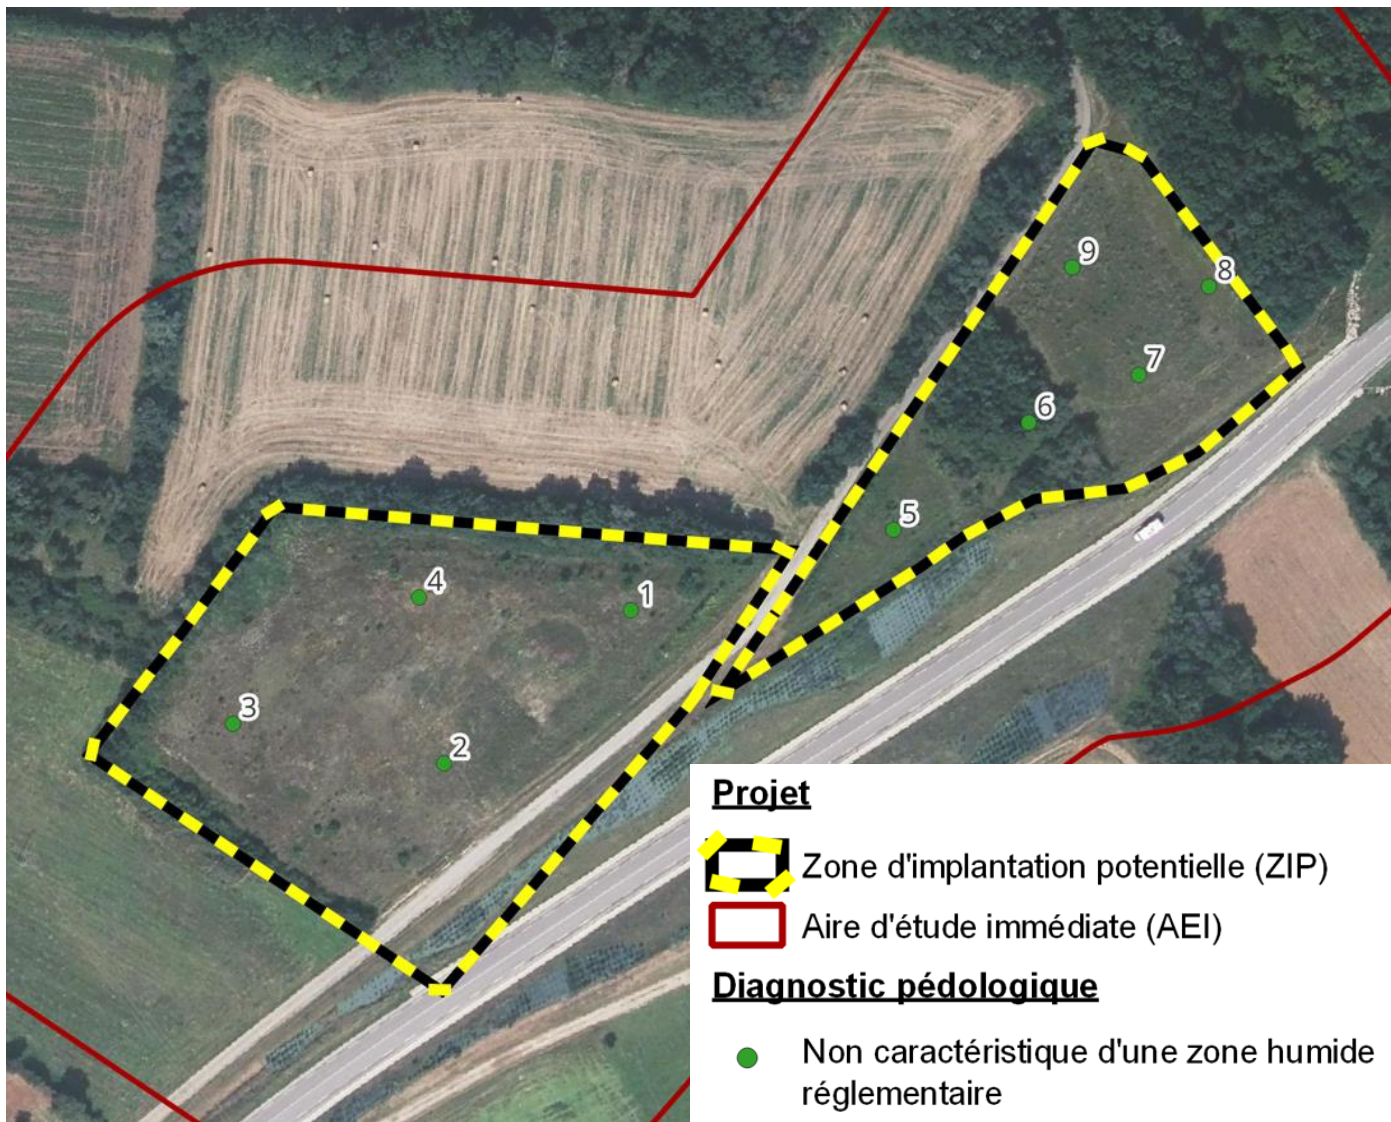 9
8
7
6
5
4
1
3
2
Projet
Zone d'implantation potentielle (ZIP)
Aire d'étude immédiate (AEI)
Diagnostic pédologique
Non caractéristique d'une zone humide
réglementaire